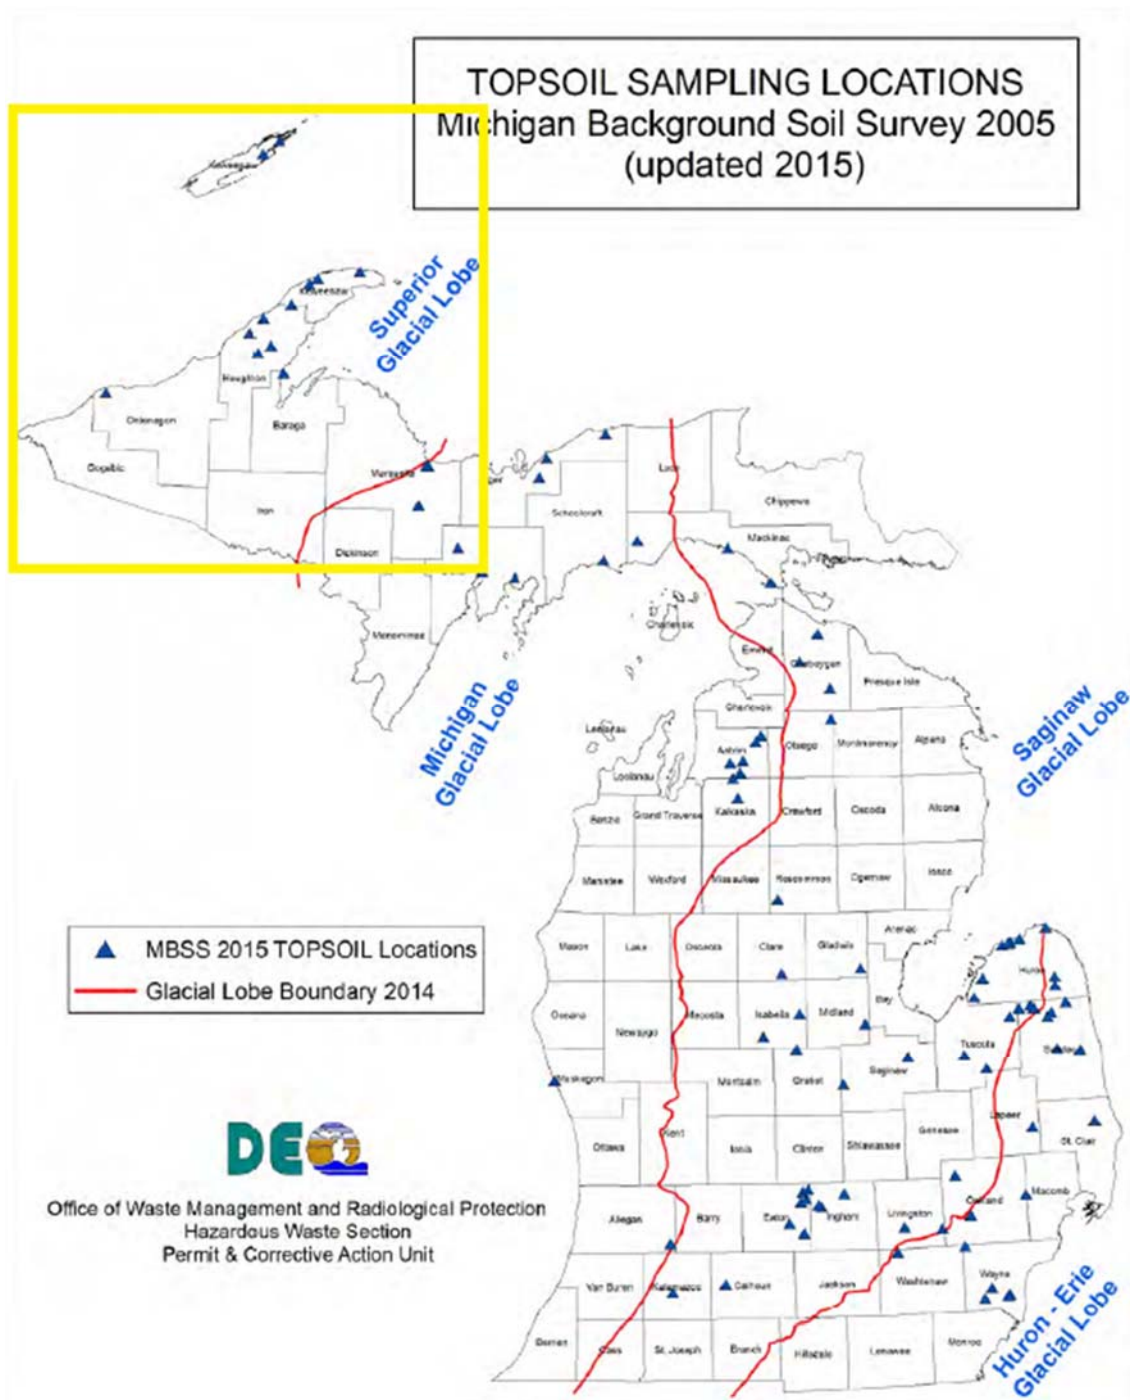 TOPSOIL SAMPLING LOCATIONS
Michigan Background Soil Survey 2005
(updated 2015)
Superior
Glacial Lobe
Keweenaw
Houghton
Ontonagon
Baraga
Gogebic
Marquette
Iron
Dickinson
Luce
Schoolcraft
Chippewa
Mackinac
Menominee
Charlevoix
Emmet
Cheboygan
Presque Isle
Michigan
Glacial Lobe
Saginaw
Glacial Lobe
Charlevoix
Leelanau
Antrim
Otsego
Montmorency
Alpena
Leelanau
Benzie
Grand Traverse
Kalkaska
Crawford
Oscoda
Alcona
Manistee
Wexford
Missaukee
Roscommon
Ogemaw
Iosco
Mason
Lake
Osceola
Clare
Gladwin
Arenac
Huron
MBSS 2015 TOPSOIL Locations
Glacial Lobe Boundary 2014
Oceana
Newaygo
Mecosta
Isabella
Midland
Bay
Tuscola
Sanilac
Muskegon
Montcalm
Gratiot
Saginaw
Lapeer
Kent
Ottawa
Ionia
Clinton
Shiawassee
Genesee
St. Clair
DEQ
Office of Waste Management and Radiological Protection
Hazardous Waste Section
Permit & Corrective Action Unit
Allegan
Barry
Eaton
Ingham
Livingston
Oakland
Macomb
Van Buren
Kalamazoo
Calhoun
Jackson
Washtenaw
Wayne
Berrien
Cass
St. Joseph
Branch
Hillsdale
Lenawee
Monroe
Huron - Erie
Glacial Lobe